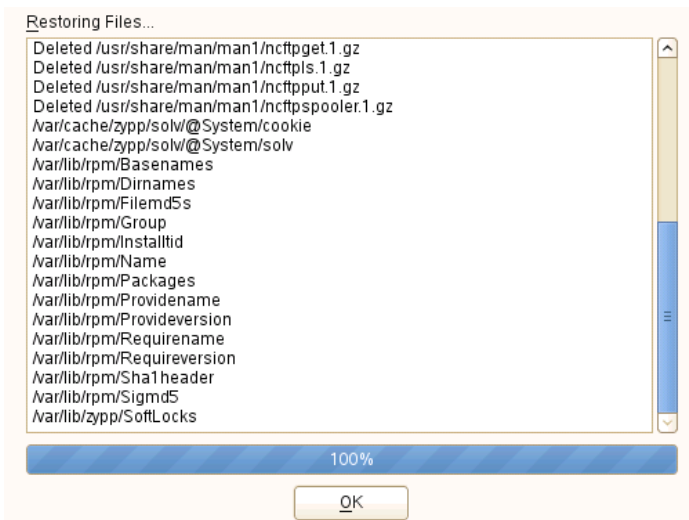 Restoring Files...
Deleted /usr/share/man/man1/ncftpget.1.gz
Deleted /usr/share/man/man1/ncftpls.1.gz
Deleted /usr/share/man/man1/ncftpput.1.gz
Deleted /usr/share/man/man1/ncftpspooler.1.gz
/var/cache/zypp/solv/@System/cookie
/var/cache/zypp/solv/@System/solv
/var/lib/rpm/Basenames
/var/lib/rpm/Dirnames
/var/lib/rpm/Filemd5s
/var/lib/rpm/Group
/var/lib/rpm/Installtid
/var/lib/rpm/Name
/var/lib/rpm/Packages
/var/lib/rpm/Providename
/var/lib/rpm/Provideversion
/var/lib/rpm/Requirename
/var/lib/rpm/Requireversion
/var/lib/rpm/Sha1header
/var/lib/rpm/Sigmd5
/var/lib/zypp/SoftLocks
100%
OK